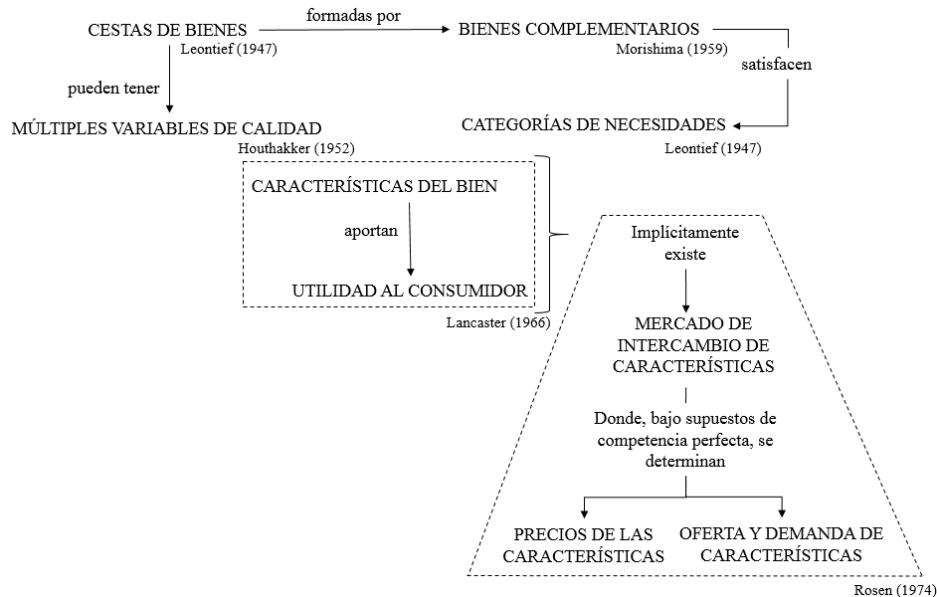 CESTAS DE BIENES
Leontief (1947)
formadas por
BIENES COMPLEMENTARIOS
Morishima (1959)
satisfacen
pueden tener
MÚLTIPLES VARIABLES DE CALIDAD
Houthakker (1952)
CATEGORÍAS DE NECESIDADES
Leontief (1947)
CARACTERÍSTICAS DEL BIEN
aportan
UTILIDAD AL CONSUMIDOR
Lancaster (1966)
Implícitamente
existe
MERCADO DE
INTERCAMBIO DE
CARACTERÍSTICAS
Donde, bajo supuestos de
competencia perfecta, se
determinan
PRECIOS DE LAS
CARACTERÍSTICAS
OFERTA Y DEMANDA DE
CARACTERÍSTICAS
Rosen (1974)